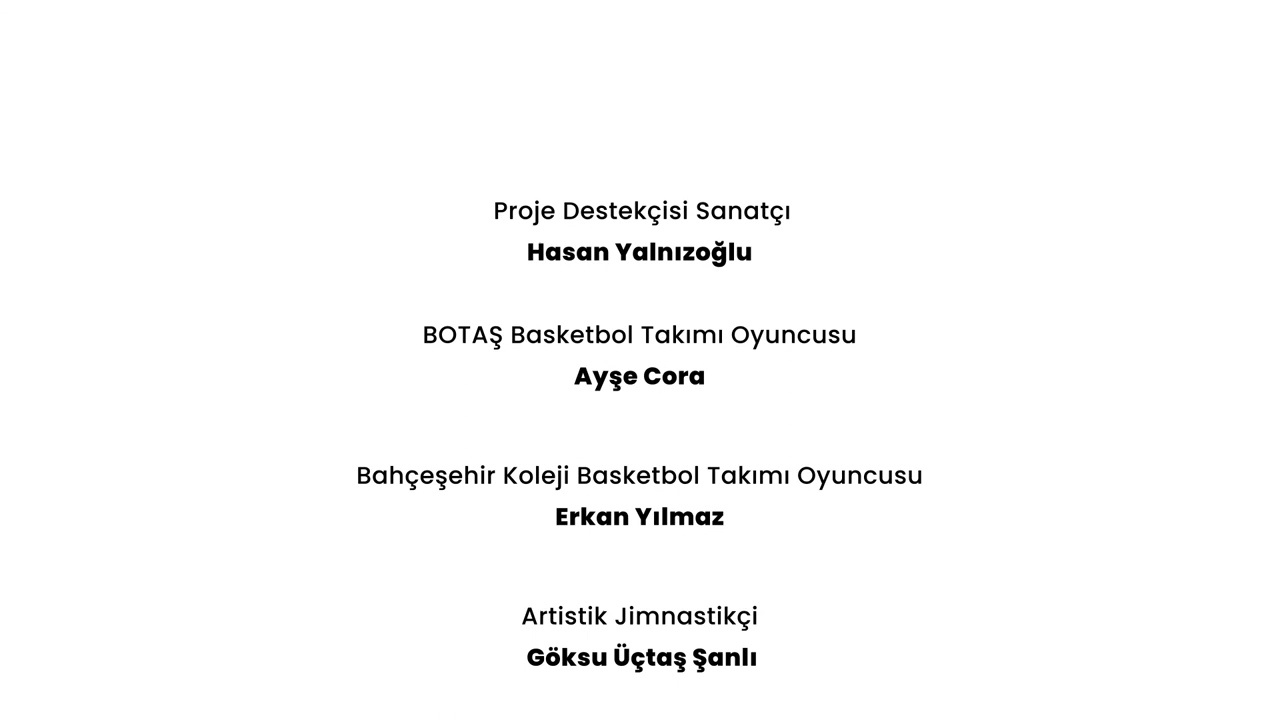 Proje Destekçisi Sanatçı
Hasan Yalnızoğlu
BOTAŞ Basketbol Takımı Oyuncusu
Ayşe Cora
Bahçeşehir Koleji Basketbol Takımı Oyuncusu
Erkan Yılmaz
Artistik Jimnastikçi
Göksu Üçtaş Şanlı